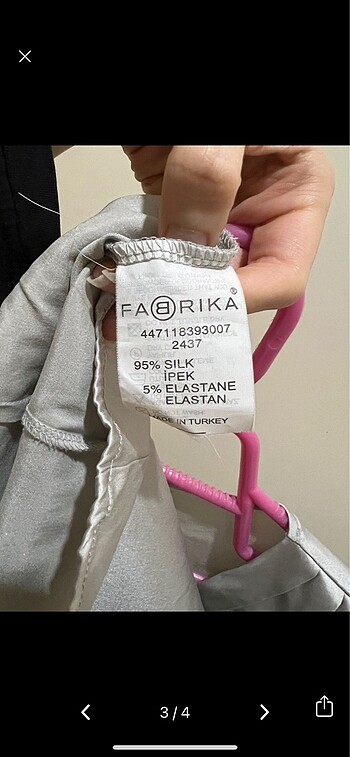 FABRIKA®
447118393007
2437
95% SILK
İPEK
5% ELASTANE
ELASTAN
MADE IN TURKEY
3/4